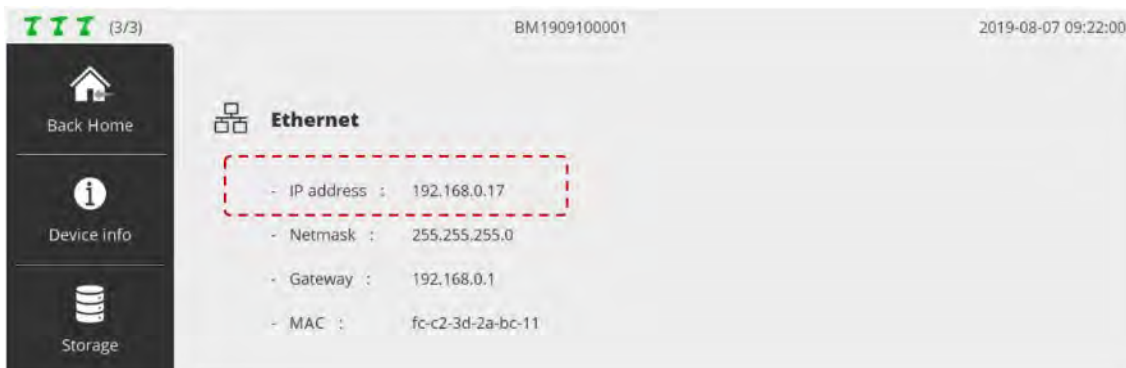 (3/3) BM1909100001 2019-08-07 09:22:00
Back Home
Ethernet
- IP address : 192.168.0.17
Device info
- Netmask : 255.255.255.0
- Gateway : 192.168.0.1
- MAC : fc-c2-3d-2a-bc-11
Storage